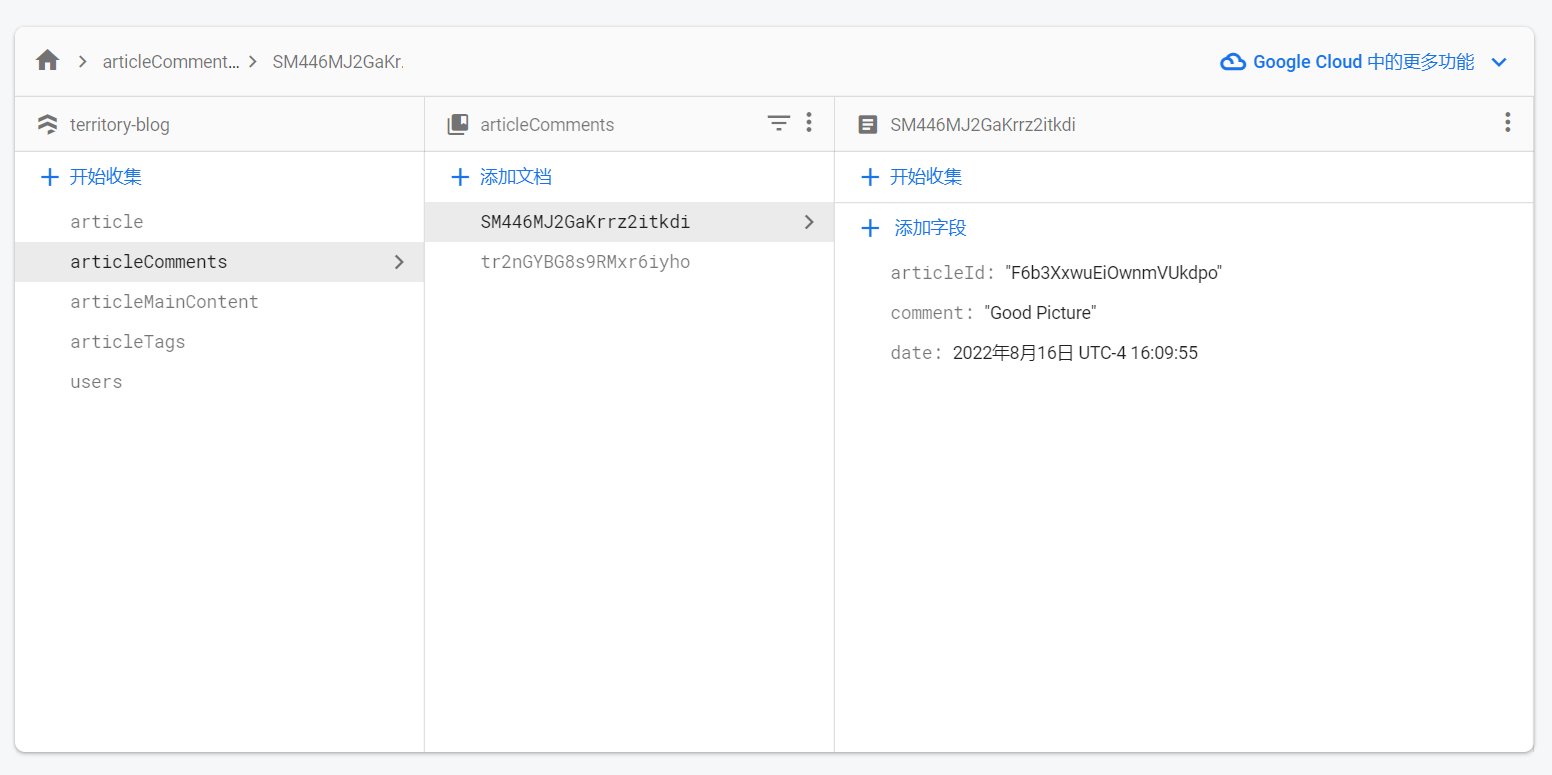 articleComment... SM446MJ2GaKr.
Google Cloud 中的更多功能
territory-blog
开始收集
article
articleComments
articleMainContent
articleTags
users
articleComments
添加文档
SM446MJ2GaKrrz2itkdi
tr2nGYBG8s9RMxr6iyho
SM446MJ2GaKrrz2itkdi
开始收集
添加字段
articleId: "F6b3XxwuEiOwnmVUkdpo"
comment: "Good Picture"
date: 2022年8月16日 UTC-4 16:09:55